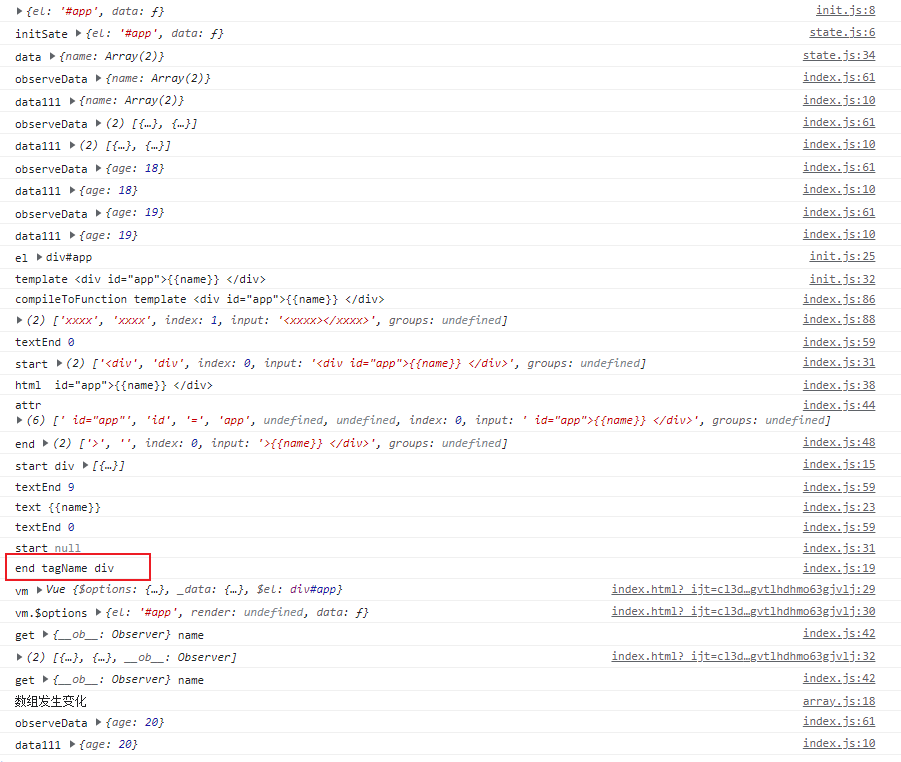 ▶{el: '#app', data: ƒ} init.js:8
initSate ▶{el: '#app', data: ƒ} state.js:6
data ▶{name: Array(2)} state.js:34
observeData ▶{name: Array(2)} index.js:61
data111 ▶{name: Array(2)} index.js:10
observeData ▶(2) [{…}, {…}] index.js:61
data111 ▶(2) [{…}, {…}] index.js:10
observeData ▶{age: 18} index.js:61
data111 ▶{age: 18} index.js:10
observeData ▶{age: 19} index.js:61
data111 ▶{age: 19} index.js:10
el ▶div#app init.js:25
template <div id="app">{{name}} </div> init.js:32
compileToFunction template <div id="app">{{name}} </div> index.js:86
▶(2) ['xxxx', 'xxxx', index: 1, input: '<xxxx></xxxx>', groups: undefined] index.js:88
textEnd 0 index.js:59
start ▶(2) ['<div', 'div', index: 0, input: '<div id="app">{{name}} </div>', groups: undefined] index.js:31
html  id="app">{{name}} </div> index.js:38
attr index.js:44
▶(6) [' id="app"', 'id', '=', 'app', undefined, undefined, index: 0, input: ' id="app">{{name}} </div>', groups: undefined]
end ▶(2) ['>', '', index: 0, input: '>{{name}} </div>', groups: undefined] index.js:48
start div ▶[{…}] index.js:15
textEnd 9 index.js:59
text {{name}} index.js:23
textEnd 0 index.js:59
start null index.js:31
end tagName div index.js:19
vm ▶Vue {$options: {…}, _data: {…}, $el: div#app} index.html?_ijt=cl3d…gvtlhdhmo63gjvlj:29
vm.$options ▶{el: '#app', render: undefined, data: ƒ} index.html?_ijt=cl3d…gvtlhdhmo63gjvlj:30
get ▶{__ob__: Observer} name index.js:42
▶(2) [{…}, {…}, __ob__: Observer] index.html?_ijt=cl3d…gvtlhdhmo63gjvlj:32
get ▶{__ob__: Observer} name index.js:42
数组发生变化 array.js:18
observeData ▶{age: 20} index.js:61
data111 ▶{age: 20} index.js:10